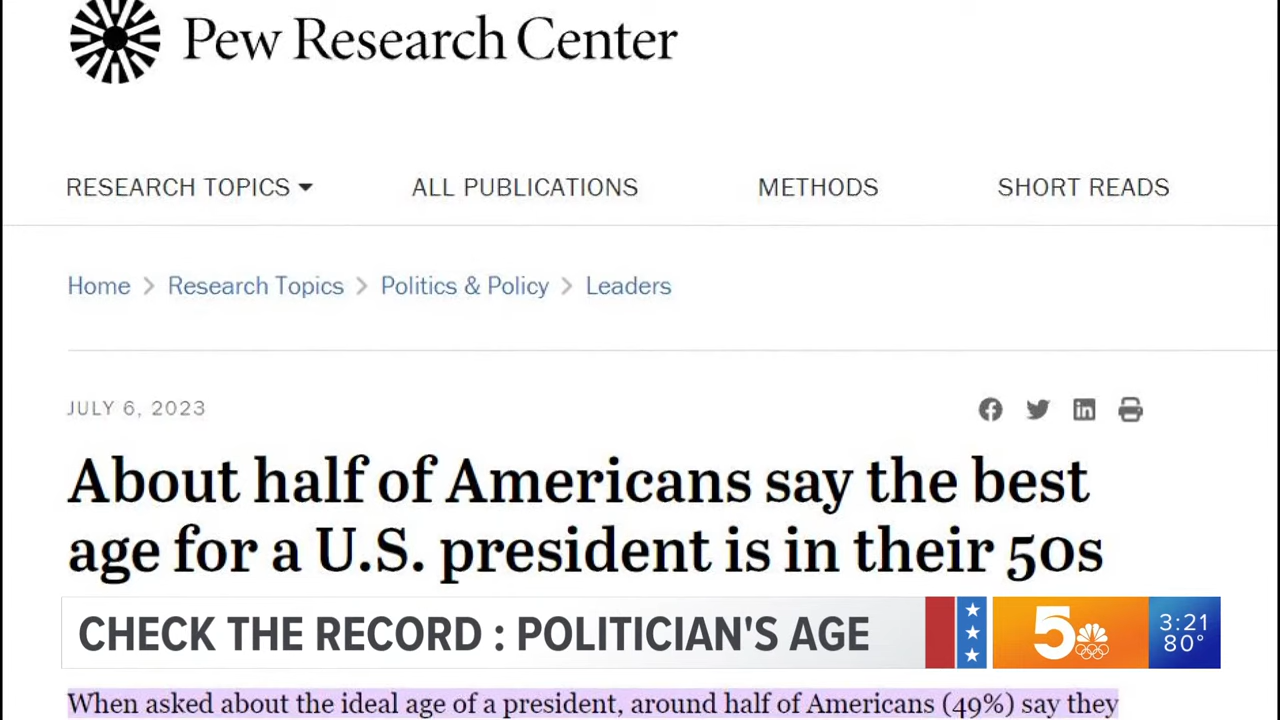 Pew Research Center
RESEARCH TOPICS ALL PUBLICATIONS METHODS SHORT READS
Home > Research Topics > Politics & Policy > Leaders
JULY 6, 2023
About half of Americans say the best
age for a U.S. president is in their 50s
CHECK THE RECORD : POLITICIAN'S AGE
5
3:21
80°
When asked about the ideal age of a president, around half of Americans (49%) say they